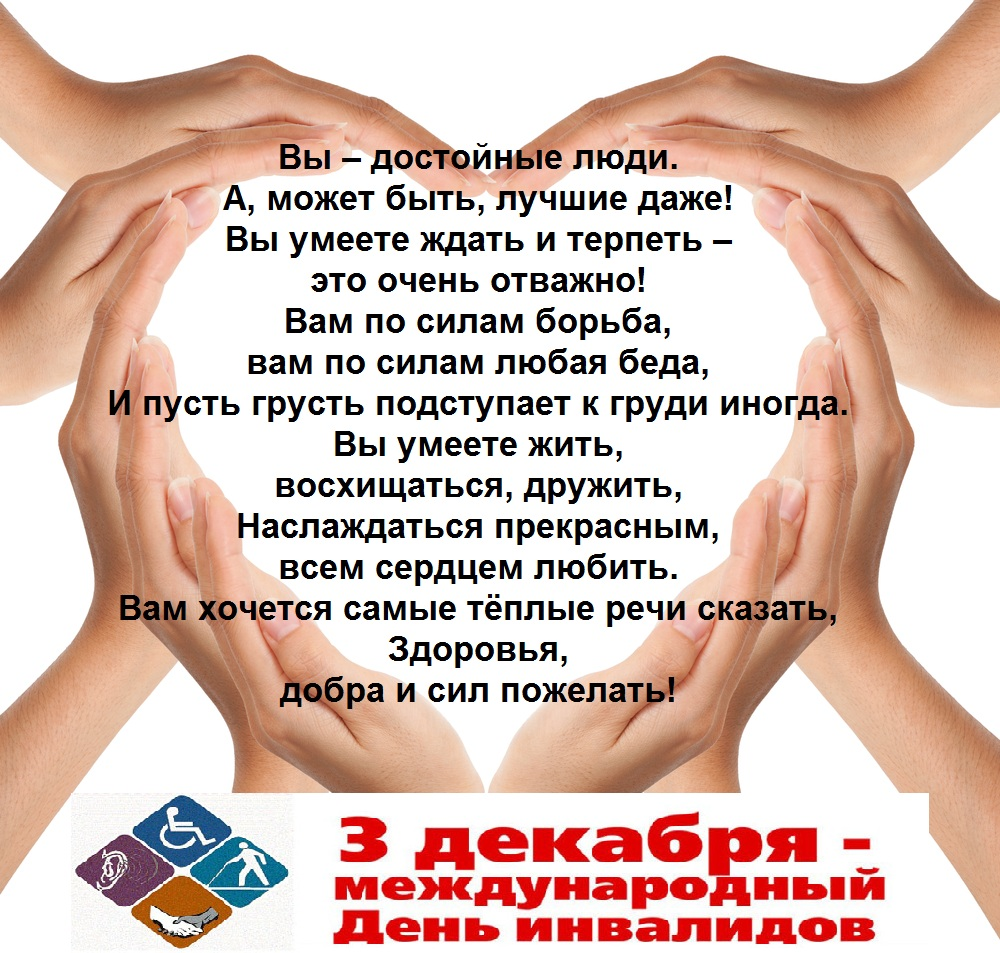 Вы – достойные люди.
А, может быть, лучшие даже!
Вы умеете ждать и терпеть –
это очень отважно!
Вам по силам борьба,
вам по силам любая беда,
И пусть грусть подступает к груди иногда.
Вы умеете жить,
восхищаться, дружить,
Наслаждаться прекрасным,
всем сердцем любить.
Вам хочется самые тёплые речи сказать,
Здоровья,
добра и сил пожелать!
3 декабря -
международный
День инвалидов